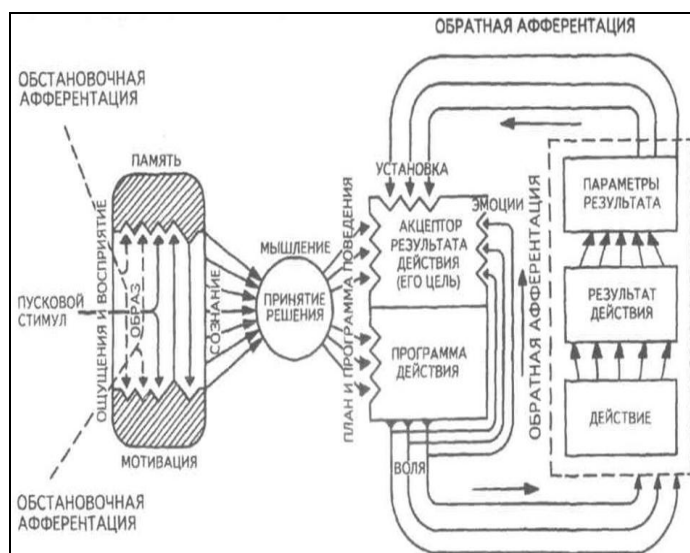 ОБРАТНАЯ АФФЕРЕНТАЦИЯ
ОБСТАНОВОЧНАЯ
АФФЕРЕНТАЦИЯ
ПАМЯТЬ
ОЩУЩЕНИЯ И ВОСПРИЯТИЕ
ПУСКОВОЙ
СТИМУЛ
ОБРАЗ
СОЗНАНИЕ
МОТИВАЦИЯ
ОБСТАНОВОЧНАЯ
АФФЕРЕНТАЦИЯ
МЫШЛЕНИЕ
ПРИНЯТИЕ
РЕШЕНИЯ
ПЛАН И ПРОГРАММА ПОВЕДЕНИЯ
УСТАНОВКА
ЭМОЦИИ
АКЦЕПТОР
РЕЗУЛЬТАТА
ДЕЙСТВИЯ
(ЕГО ЦЕЛЬ)
ПРОГРАММА
ДЕЙСТВИЯ
ВОЛЯ
ОБРАТНАЯ АФФЕРЕНТАЦИЯ
ПАРАМЕТРЫ
РЕЗУЛЬТАТА
РЕЗУЛЬТАТ
ДЕЙСТВИЯ
ДЕЙСТВИЕ